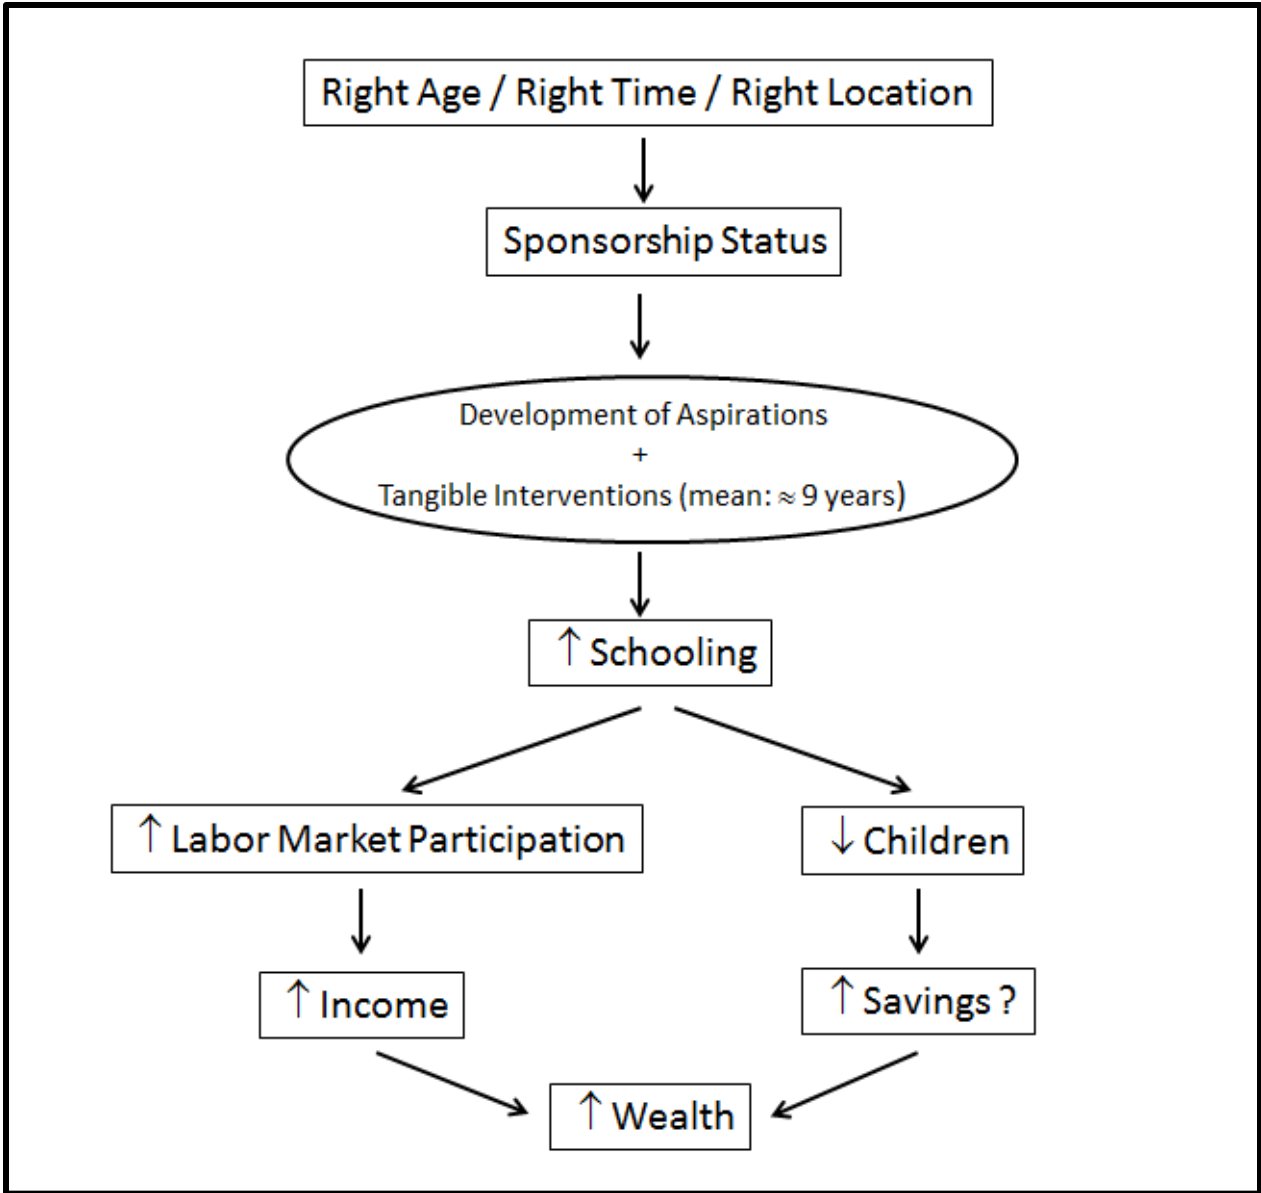 Right Age / Right Time / Right Location
Sponsorship Status
Development of Aspirations
+
Tangible Interventions (mean: ≈ 9 years)
↑ Schooling
↑ Labor Market Participation
↓ Children
↑ Income
↑ Savings ?
↑ Wealth